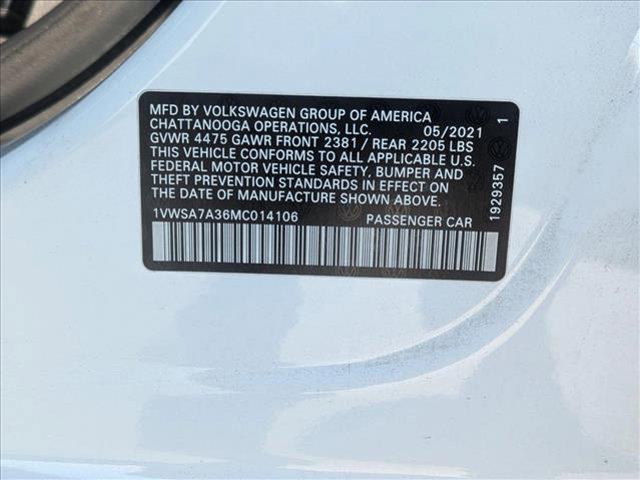 MFD BY VOLKSWAGEN GROUP OF AMERICA
CHATTANOOGA OPERATIONS, LLC. 05/2021 1
GVWR 4475 GAWR FRONT 2381 / REAR 2205 LBS
THIS VEHICLE CONFORMS TO ALL APPLICABLE U.S.
FEDERAL MOTOR VEHICLE SAFETY, BUMPER AND
THEFT PREVENTION STANDARDS IN EFFECT ON
THE DATE OF MANUFACTURE SHOWN ABOVE.
1VWSA7A36MC014106 PASSENGER CAR
1929357